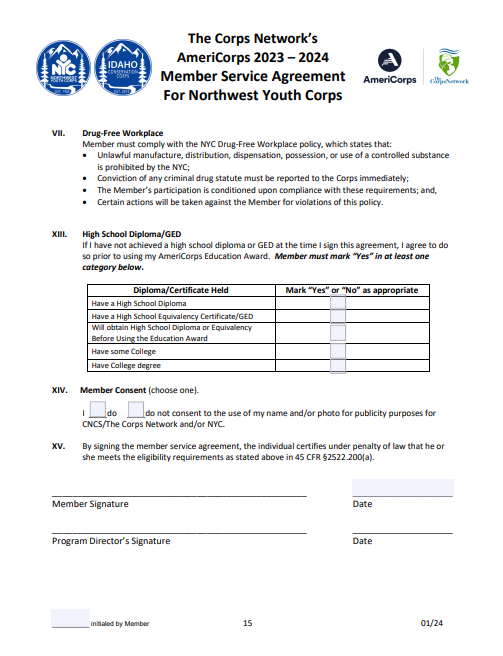 The Corps Network's
AmeriCorps 2023 – 2024
Member Service Agreement
For Northwest Youth Corps
NYC
NORTHWEST
YOUTH CORPS
IDAHO
CONSERVATION
CORPS
AmeriCorps
The
CorpsNetwork
VII. Drug-Free Workplace
Member must comply with the NYC Drug-Free Workplace policy, which states that:
• Unlawful manufacture, distribution, dispensation, possession, or use of a controlled substance
is prohibited by the NYC;
• Conviction of any criminal drug statute must be reported to the Corps immediately;
• The Member's participation is conditioned upon compliance with these requirements; and,
• Certain actions will be taken against the Member for violations of this policy.
XIII. High School Diploma/GED
If I have not achieved a high school diploma or GED at the time I sign this agreement, I agree to do
so prior to using my AmeriCorps Education Award. Member must mark "Yes" in at least one
category below.
Diploma/Certificate Held Mark "Yes" or "No" as appropriate
Have a High School Diploma
Have a High School Equivalency Certificate/GED
Will obtain High School Diploma or Equivalency
Before Using the Education Award
Have some College
Have College degree
XIV. Member Consent (choose one).
I ____do ____do not consent to the use of my name and/or photo for publicity purposes for
CNCS/The Corps Network and/or NYC.
XV. By signing the member service agreement, the individual certifies under penalty of law that he or
she meets the eligibility requirements as stated above in 45 CFR §2522.200(a).
Member Signature Date
Program Director's Signature Date
________ initialed by Member 15 01/24